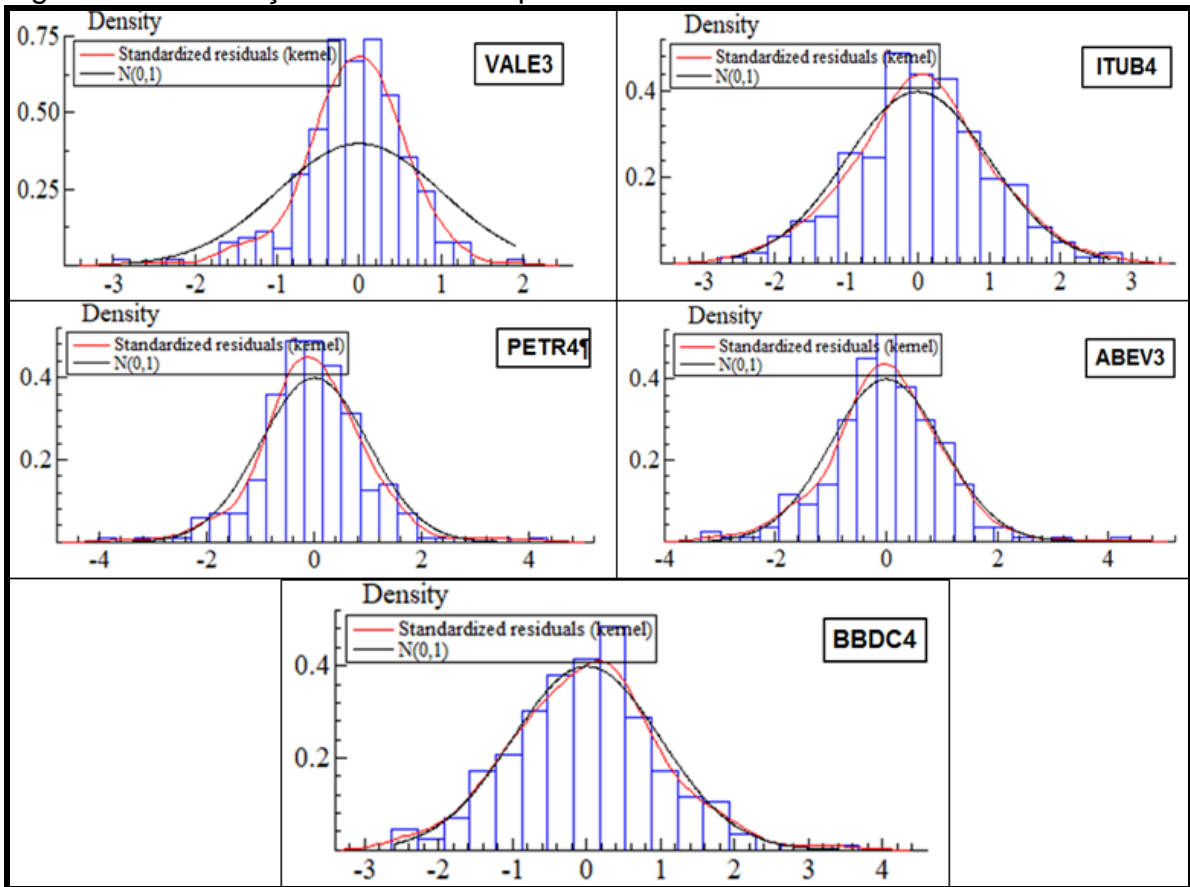 Density
0.75
Standardized residuals (kernel)
N(0,1)
VALE3
0.50
0.25
-3 -2 -1 0 1 2
Density
Standardized residuals (kernel)
N(0,1)
ITUB4
0.4
0.2
-3 -2 -1 0 1 2 3
Density
Standardized residuals (kernel)
N(0,1)
PETR4¶
0.4
0.2
-4 -2 0 2 4
Density
Standardized residuals (kernel)
N(0,1)
ABEV3
0.4
0.2
-4 -2 0 2 4
Density
Standardized residuals (kernel)
N(0,1)
BBDC4
0.4
0.2
-3 -2 -1 0 1 2 3 4